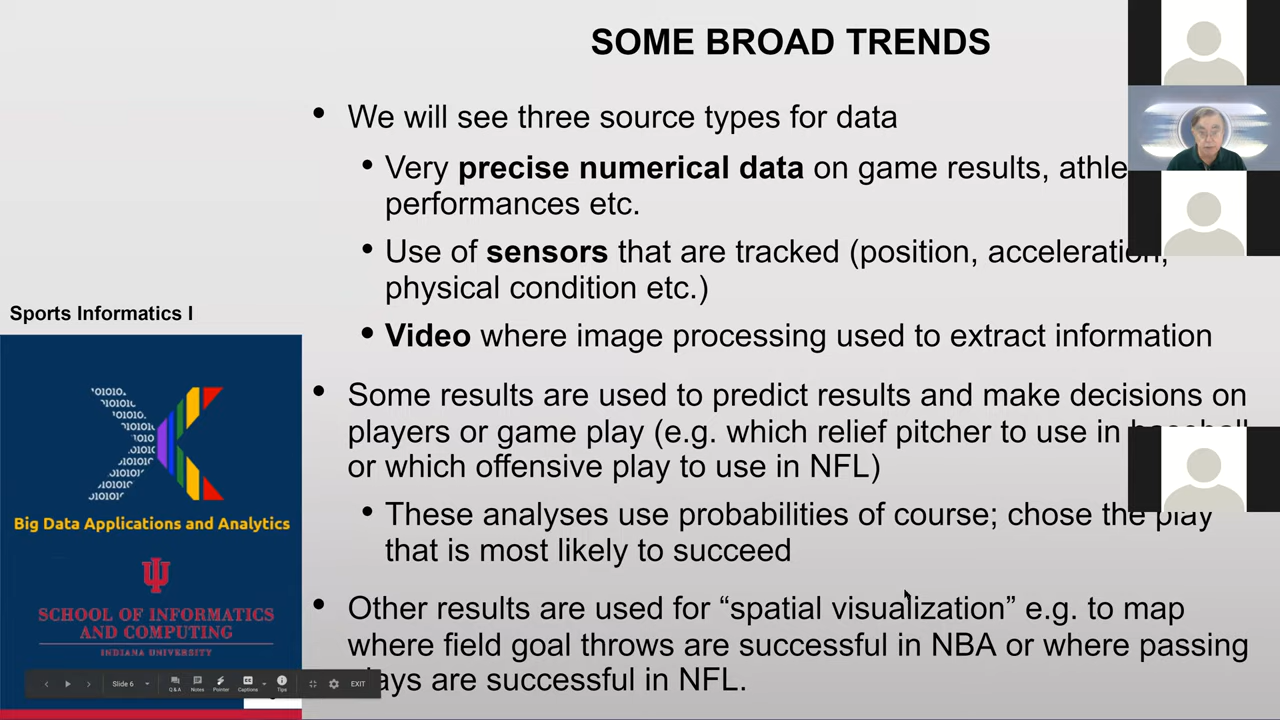 SOME BROAD TRENDS
• We will see three source types for data
• Very precise numerical data on game results, athle
performances etc.
• Use of sensors that are tracked (position, acceleration,
physical condition etc.)
• Video where image processing used to extract information
• Some results are used to predict results and make decisions on
players or game play (e.g. which relief pitcher to use in baseball
or which offensive play to use in NFL)
• These analyses use probabilities of course; chose the play
that is most likely to succeed
• Other results are used for “spatial visualization” e.g. to map
where field goal throws are successful in NBA or where passing
lays are successful in NFL.
Sports Informatics I
Big Data Applications and Analytics
SCHOOL OF INFORMATICS
AND COMPUTING
INDIANA UNIVERSITY
Slide 6
Q&A Notes Pointer Captions Tips
EXIT